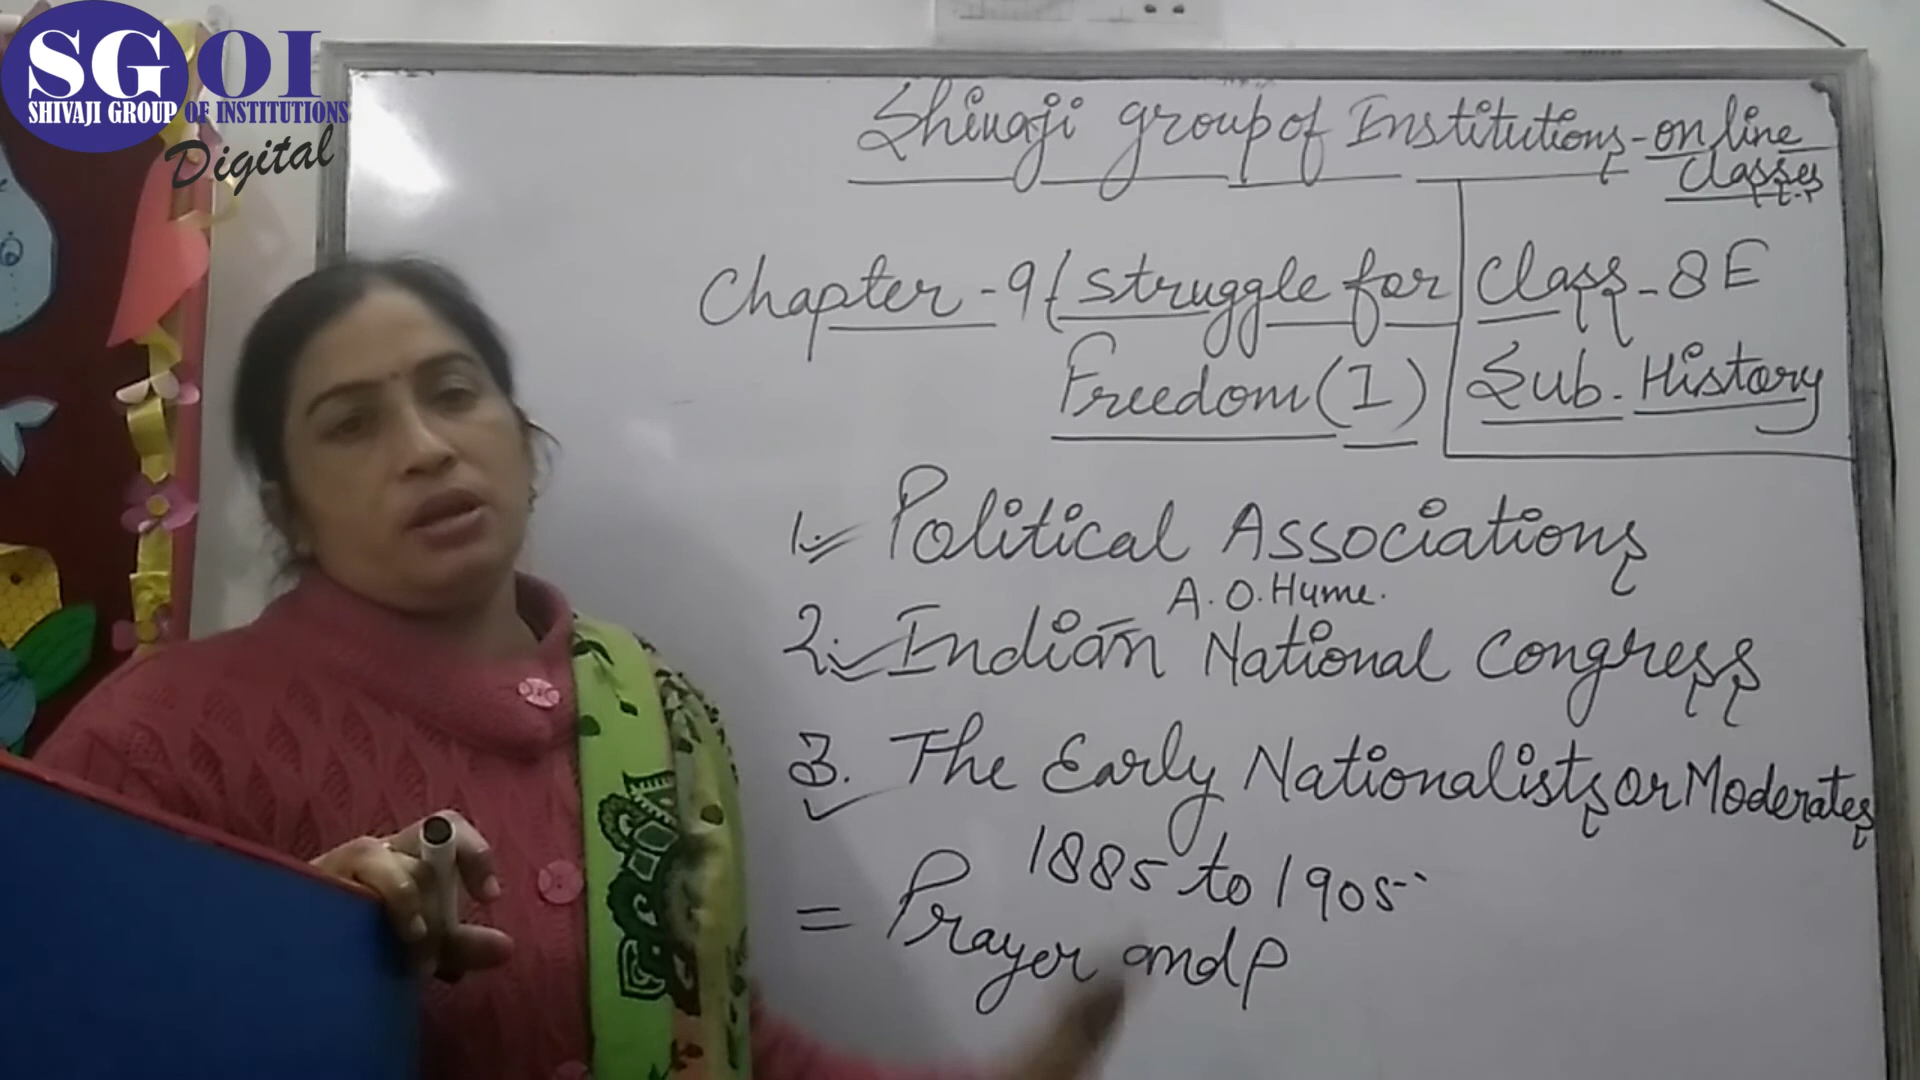 SGOI
SHIVAJI GROUP OF INSTITUTIONS
Digital
Shivaji group of Institutions - on line
Classes
Chapter - 9 ( Struggle for
Freedom (I)
Class - 8 E
Sub. History
1. Political Associations
A. O. Hume.
2. Indian National Congress
3. The Early Nationalists or Moderates
1885 to 1905
= Prayer and P